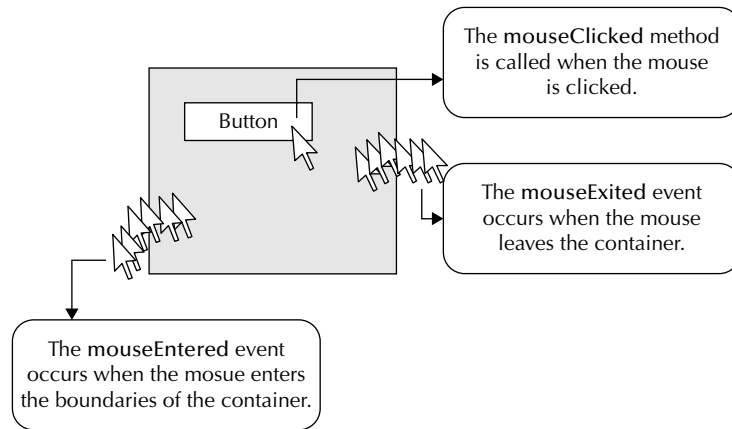 The mouseClicked method
is called when the mouse
is clicked.
Button
The mouseExited event
occurs when the mouse
leaves the container.
The mouseEntered event
occurs when the mosue enters
the boundaries of the container.